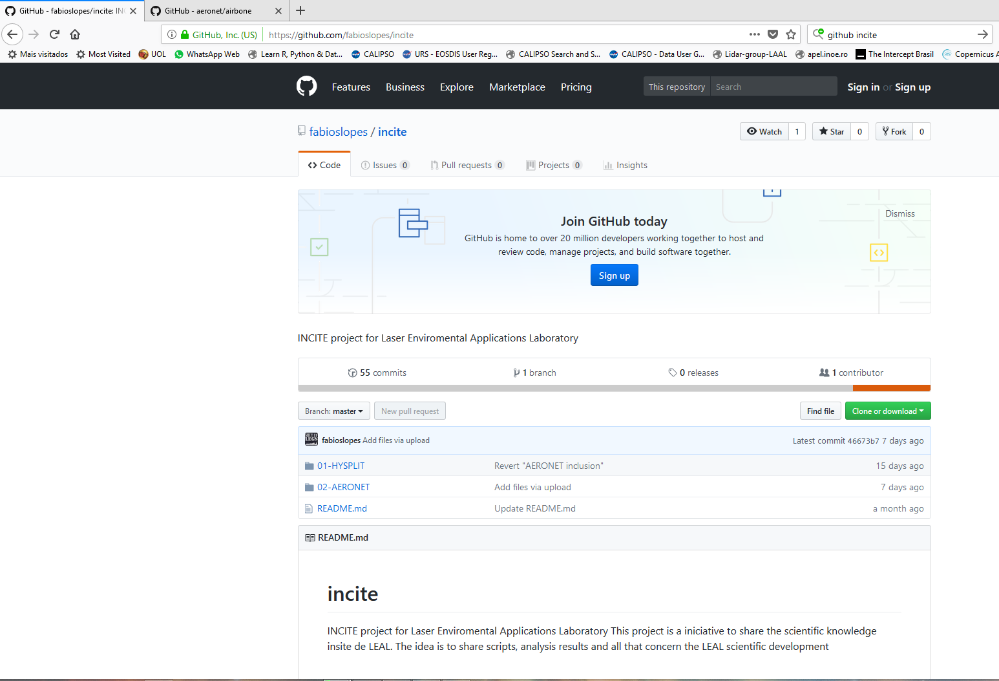 GitHub - fabioslopes/incite: INC
GitHub - aeronet/airbone
GitHub, Inc. (US)
https://github.com/fabioslopes/incite
github incite
Mais visitados
Most Visited
UOL
WhatsApp Web
Learn R, Python & Dat...
CALIPSO
URS - EOSDIS User Reg...
CALIPSO Search and S...
CALIPSO - Data User G...
Lidar-group-LAAL
apel.inoe.ro
The Intercept Brasil
Copernicus A
Features
Business
Explore
Marketplace
Pricing
This repository
Search
Sign in or Sign up
fabioslopes / incite
Watch 1
Star 0
Fork 0
Code
Issues 0
Pull requests 0
Projects 0
Insights
Join GitHub today
Dismiss
GitHub is home to over 20 million developers working together to host and
review code, manage projects, and build software together.
Sign up
INCITE project for Laser Enviromental Applications Laboratory
55 commits
1 branch
0 releases
1 contributor
Branch: master
New pull request
Find file
Clone or download
fabioslopes Add files via upload
Latest commit 46673b7 7 days ago
01-HYSPLIT
Revert "AERONET inclusion"
15 days ago
02-AERONET
Add files via upload
7 days ago
README.md
Update README.md
a month ago
README.md
incite
INCITE project for Laser Enviromental Applications Laboratory This project is a iniciative to share the scientific knowledge
insite de LEAL. The idea is to share scripts, analysis results and all that concern the LEAL scientific development